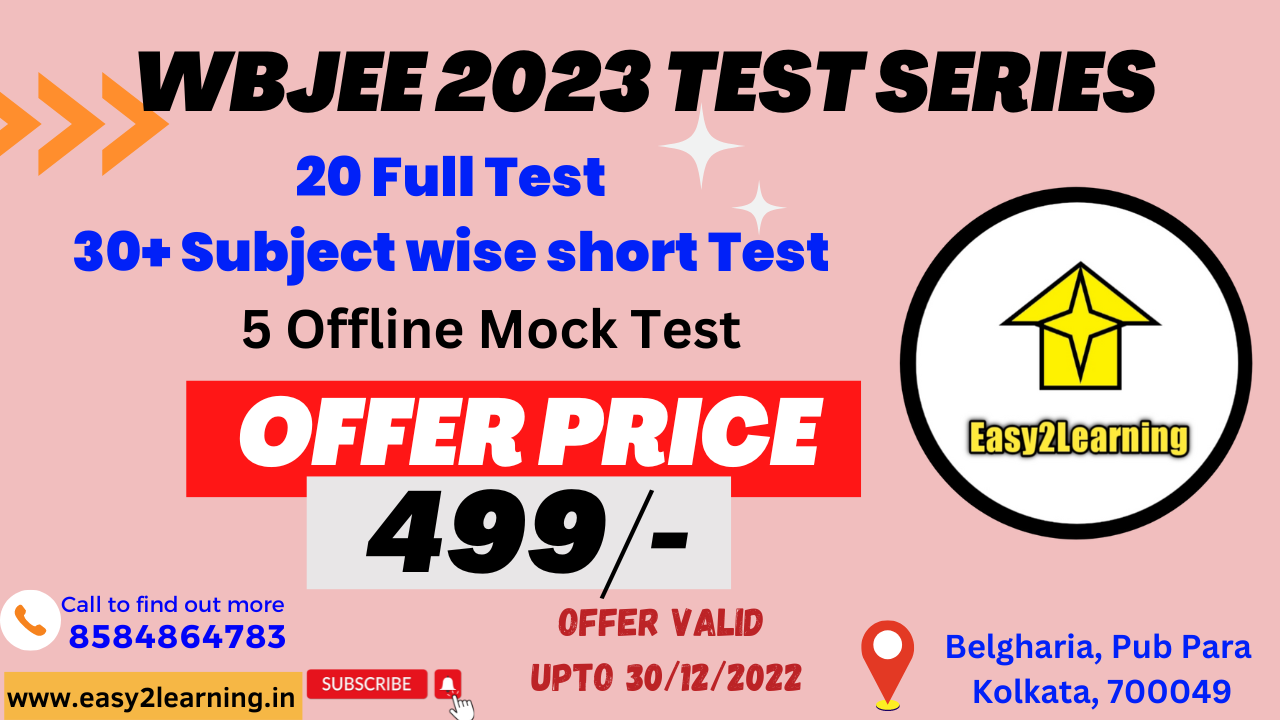 WBJEE 2023 TEST SERIES
20 Full Test
30+ Subject wise short Test
5 Offline Mock Test
OFFER PRICE
499/-
Easy2Learning
Call to find out more
8584864783
www.easy2learning.in
SUBSCRIBE
OFFER VALID
UPTO 30/12/2022
Belgharia, Pub Para
Kolkata, 700049